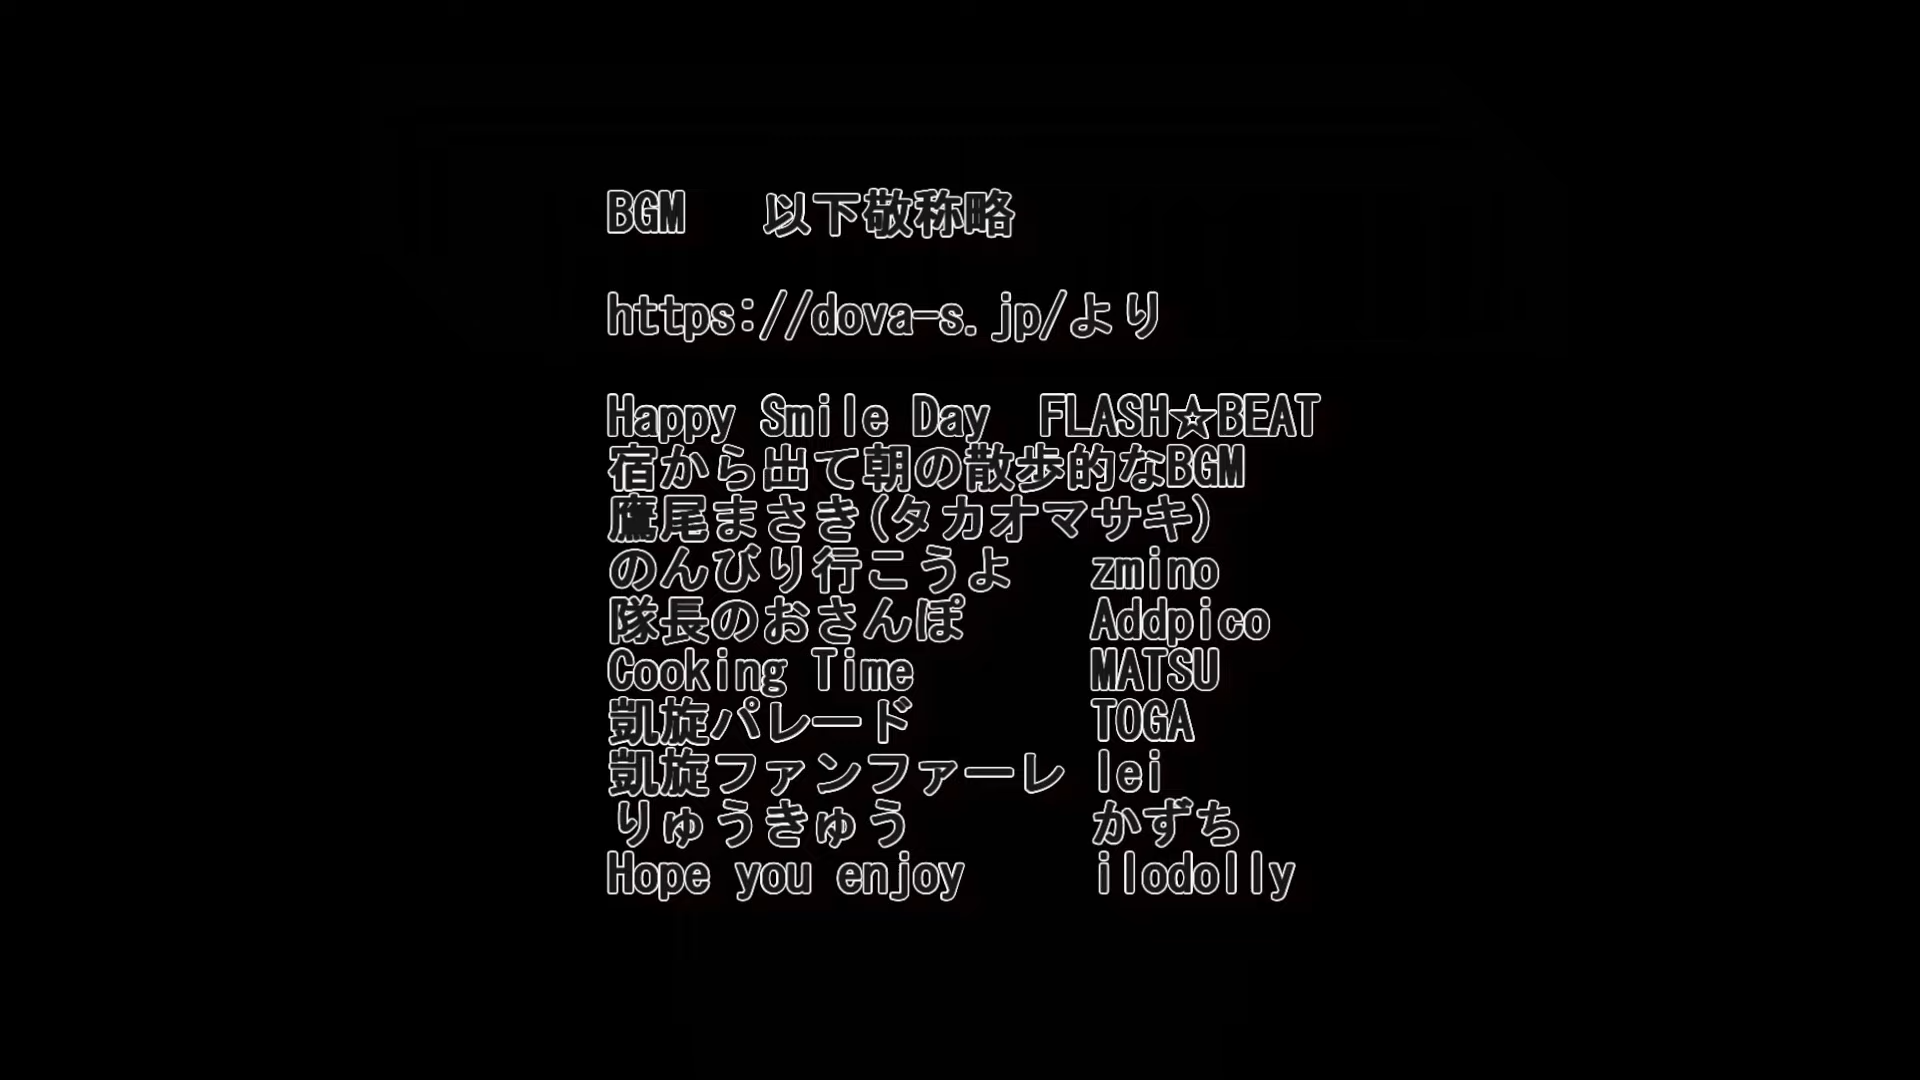 BGM　以下敬称略
https://dova-s.jp/より
Happy Smile Day　FLASH☆BEAT
宿から出て朝の散歩的なBGM
鷹尾まさき(タカオマサキ)
のんびり行こうよ　zmino
隊長のおさんぽ　Addpico
Cooking Time　MATSU
凱旋パレード　TOGA
凱旋ファンファーレ lei
りゅうきゅう　かずち
Hope you enjoy　ilodolly